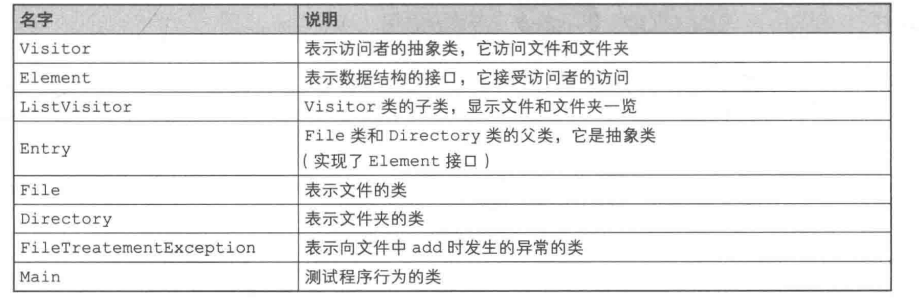 名字 说明
Visitor 表示访问者的抽象类，它访问文件和文件夹
Element 表示数据结构的接口，它接受访问者的访问
ListVisitor Visitor 类的子类，显示文件和文件夹一览
Entry File 类和 Directory 类的父类，它是抽象类
（实现了 Element 接口）
File 表示文件的类
Directory 表示文件夹的类
FileTreatementException 表示向文件中 add 时发生的异常的类
Main 测试程序行为的类